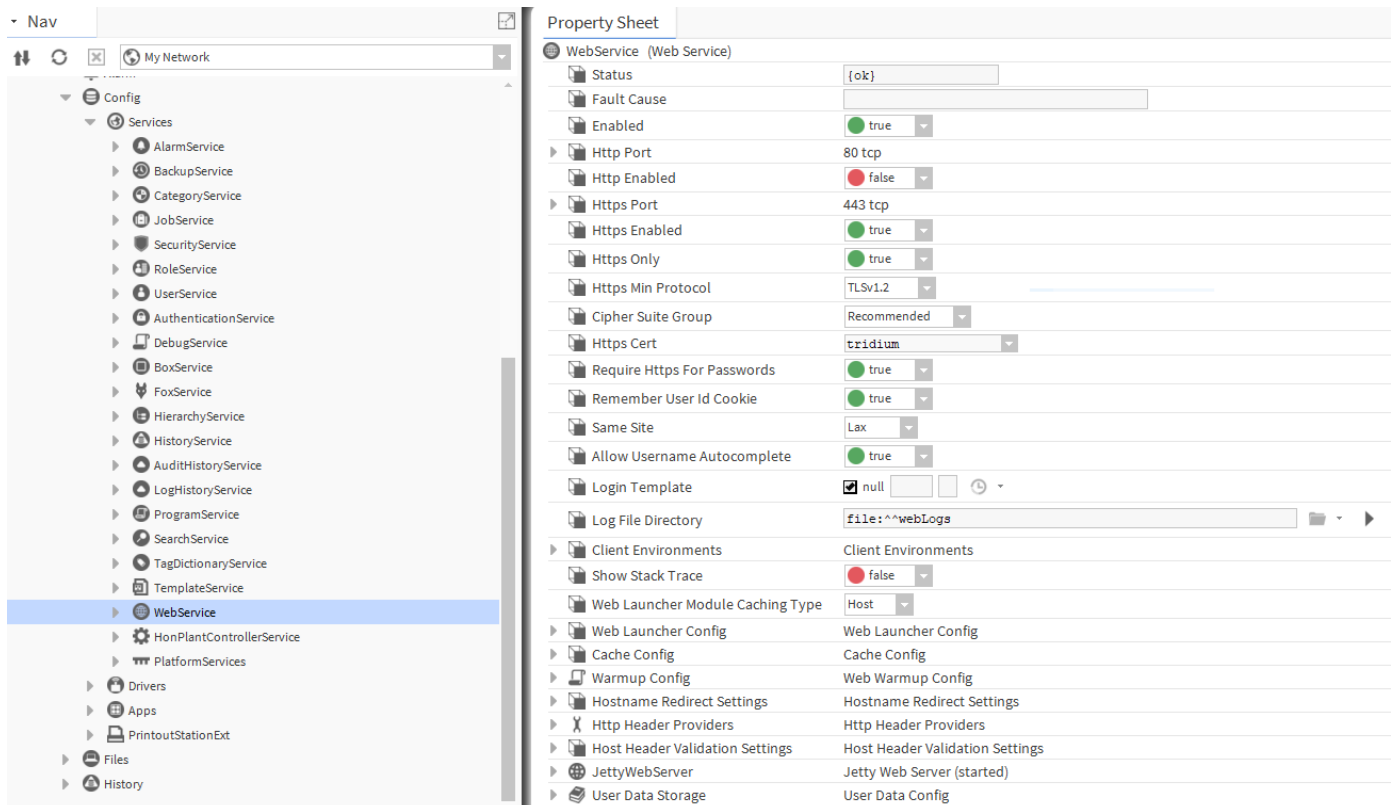 Nav
My Network
Alarm
Config
Services
AlarmService
BackupService
CategoryService
JobService
SecurityService
RoleService
UserService
AuthenticationService
DebugService
BoxService
FoxService
HierarchyService
HistoryService
AuditHistoryService
LogHistoryService
ProgramService
SearchService
TagDictionaryService
TemplateService
WebService
HonPlantControllerService
PlatformServices
Drivers
Apps
PrintoutStationExt
Files
History
Property Sheet
WebService (Web Service)
Status {ok}
Fault Cause
Enabled true
Http Port 80 tcp
Http Enabled false
Https Port 443 tcp
Https Enabled true
Https Only true
Https Min Protocol TLSv1.2
Cipher Suite Group Recommended
Https Cert tridium
Require Https For Passwords true
Remember User Id Cookie true
Same Site Lax
Allow Username Autocomplete true
Login Template null
Log File Directory file:^^webLogs
Client Environments Client Environments
Show Stack Trace false
Web Launcher Module Caching Type Host
Web Launcher Config Web Launcher Config
Cache Config Cache Config
Warmup Config Web Warmup Config
Hostname Redirect Settings Hostname Redirect Settings
Http Header Providers Http Header Providers
Host Header Validation Settings Host Header Validation Settings
JettyWebServer Jetty Web Server (started)
User Data Storage User Data Config